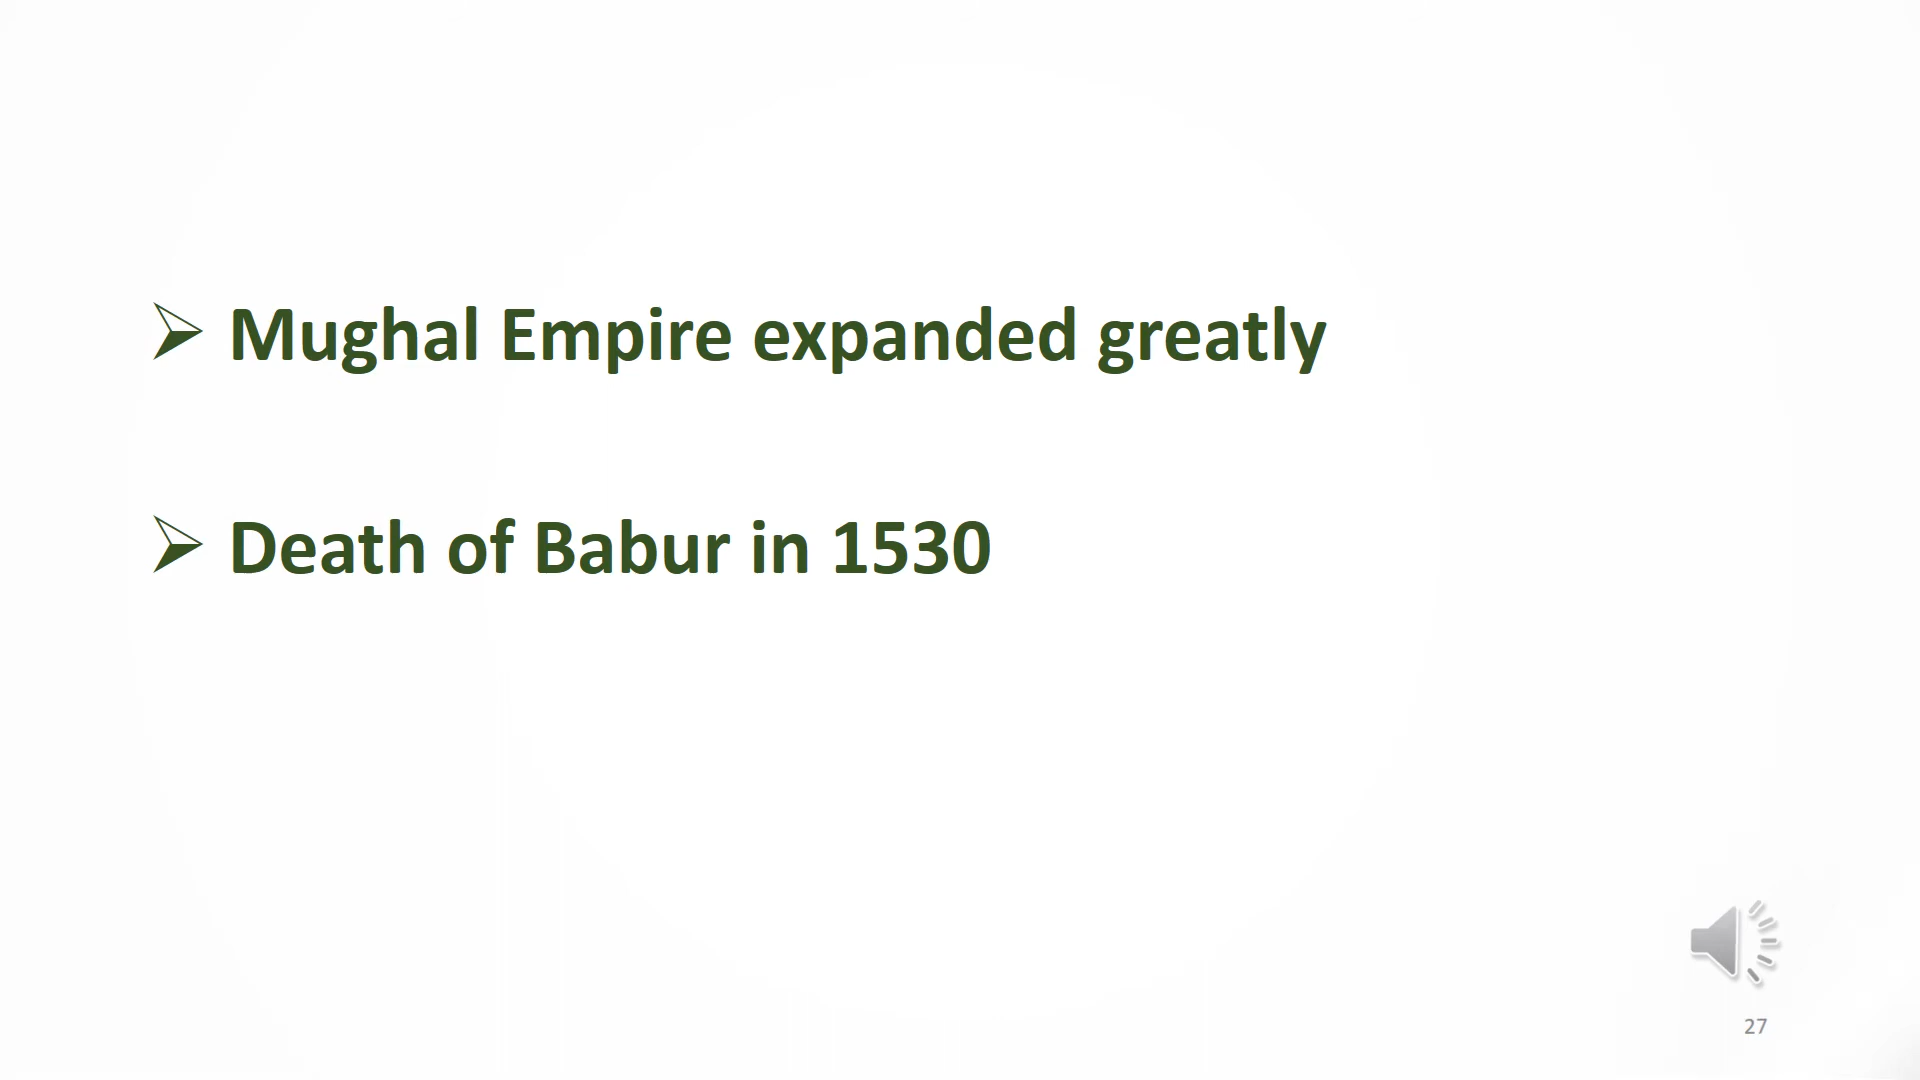 ➢ Mughal Empire expanded greatly
➢ Death of Babur in 1530
27